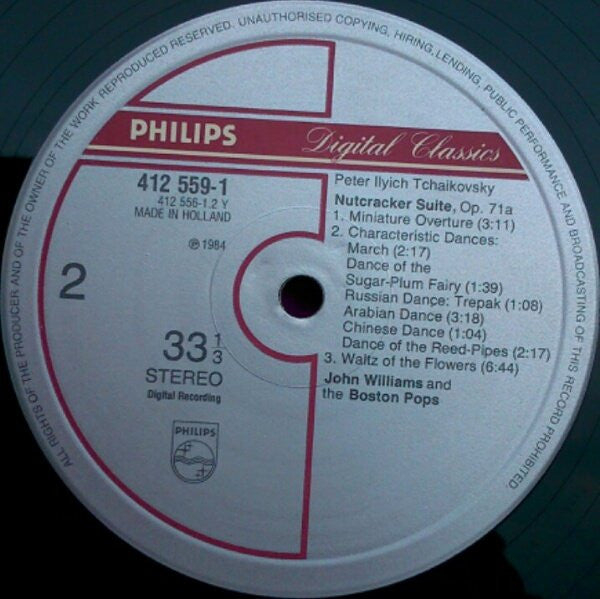 ALL RIGHTS OF THE PRODUCER AND OF THE OWNER OF THE WORK REPRODUCED RESERVED. UNAUTHORISED COPYING, HIRING, LENDING, PUBLIC PERFORMANCE AND BROADCASTING OF THIS RECORD PROHIBITED.
PHILIPS
Digital Classics
412 559-1
412 556-1.2 Y
MADE IN HOLLAND
℗ 1984
2
33 1/3
STEREO
Digital Recording
PHILIPS
Peter Ilyich Tchaikovsky
Nutcracker Suite, Op. 71a
1. Miniature Overture (3:11)
2. Characteristic Dances:
March (2:17)
Dance of the
Sugar-Plum Fairy (1:39)
Russian Dance: Trepak (1:08)
Arabian Dance (3:18)
Chinese Dance (1:04)
Dance of the Reed-Pipes (2:17)
3. Waltz of the Flowers (6:44)
John Williams and
the Boston Pops